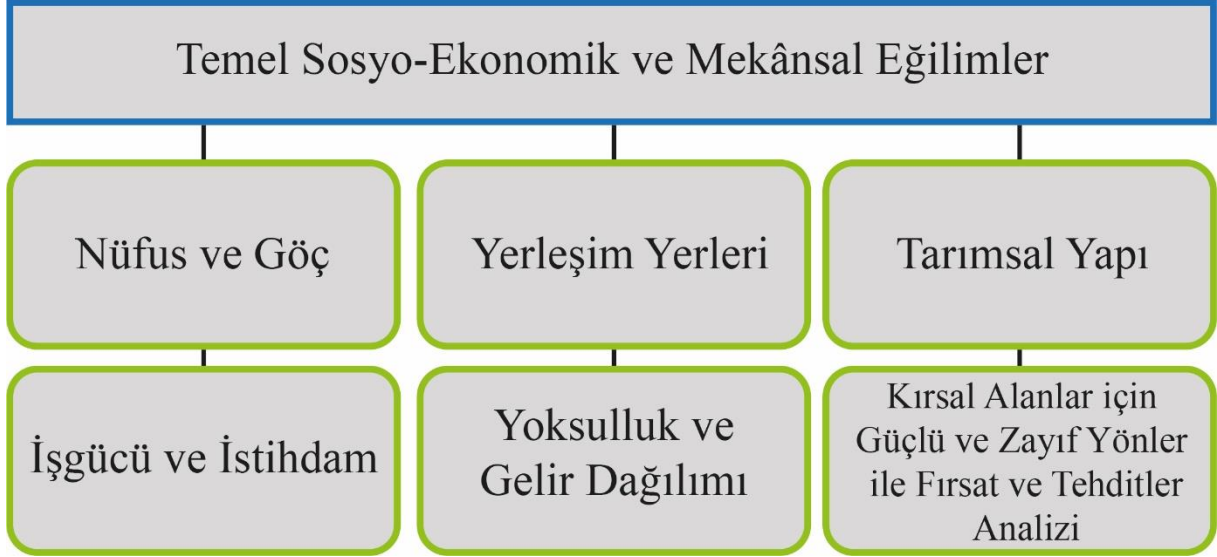 Temel Sosyo-Ekonomik ve Mekânsal Eğilimler
Nüfus ve Göç
Yerleşim Yerleri
Tarımsal Yapı
İşgücü ve İstihdam
Yoksulluk ve
Gelir Dağılımı
Kırsal Alanlar için
Güçlü ve Zayıf Yönler
ile Fırsat ve Tehditler
Analizi